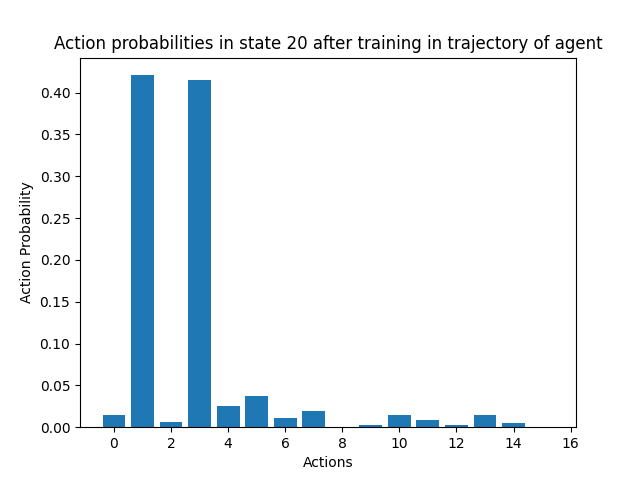 Action probabilities in state 20 after training in trajectory of agent
0.40
0.35
0.30
0.25
0.20
0.15
0.10
0.05
0.00
Action Probability
0 2 4 6 8 10 12 14 16
Actions